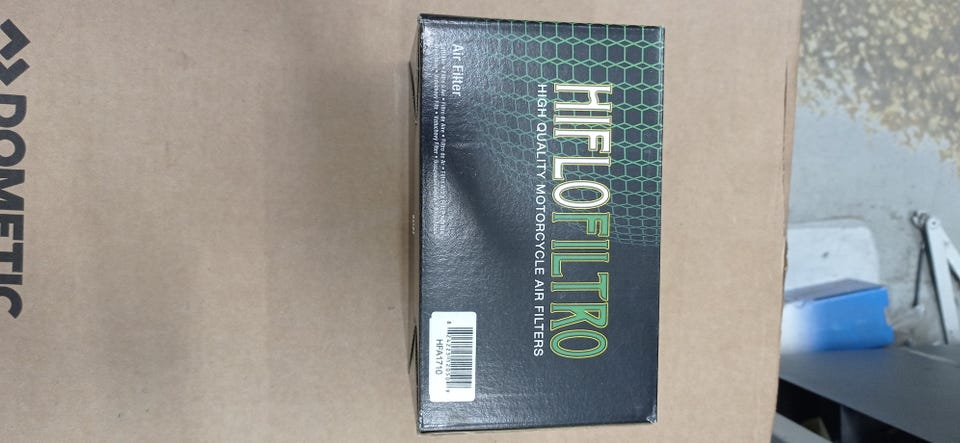 DOMETIC
HIFLOFILTRO
HIGH QUALITY MOTORCYCLE AIR FILTERS
Air Filter
HFA1710